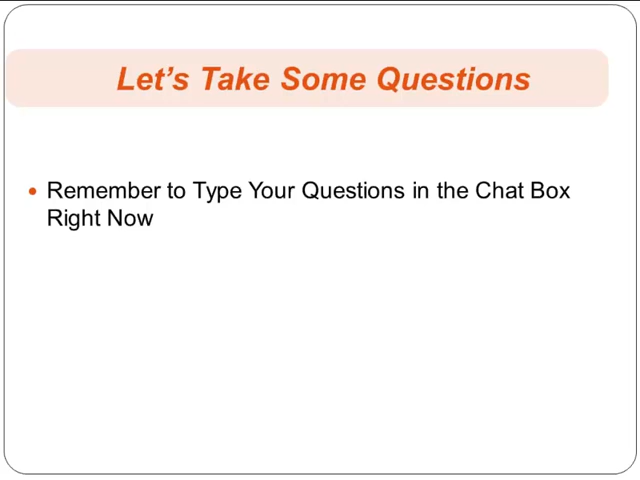 Let’s Take Some Questions
Remember to Type Your Questions in the Chat Box
Right Now